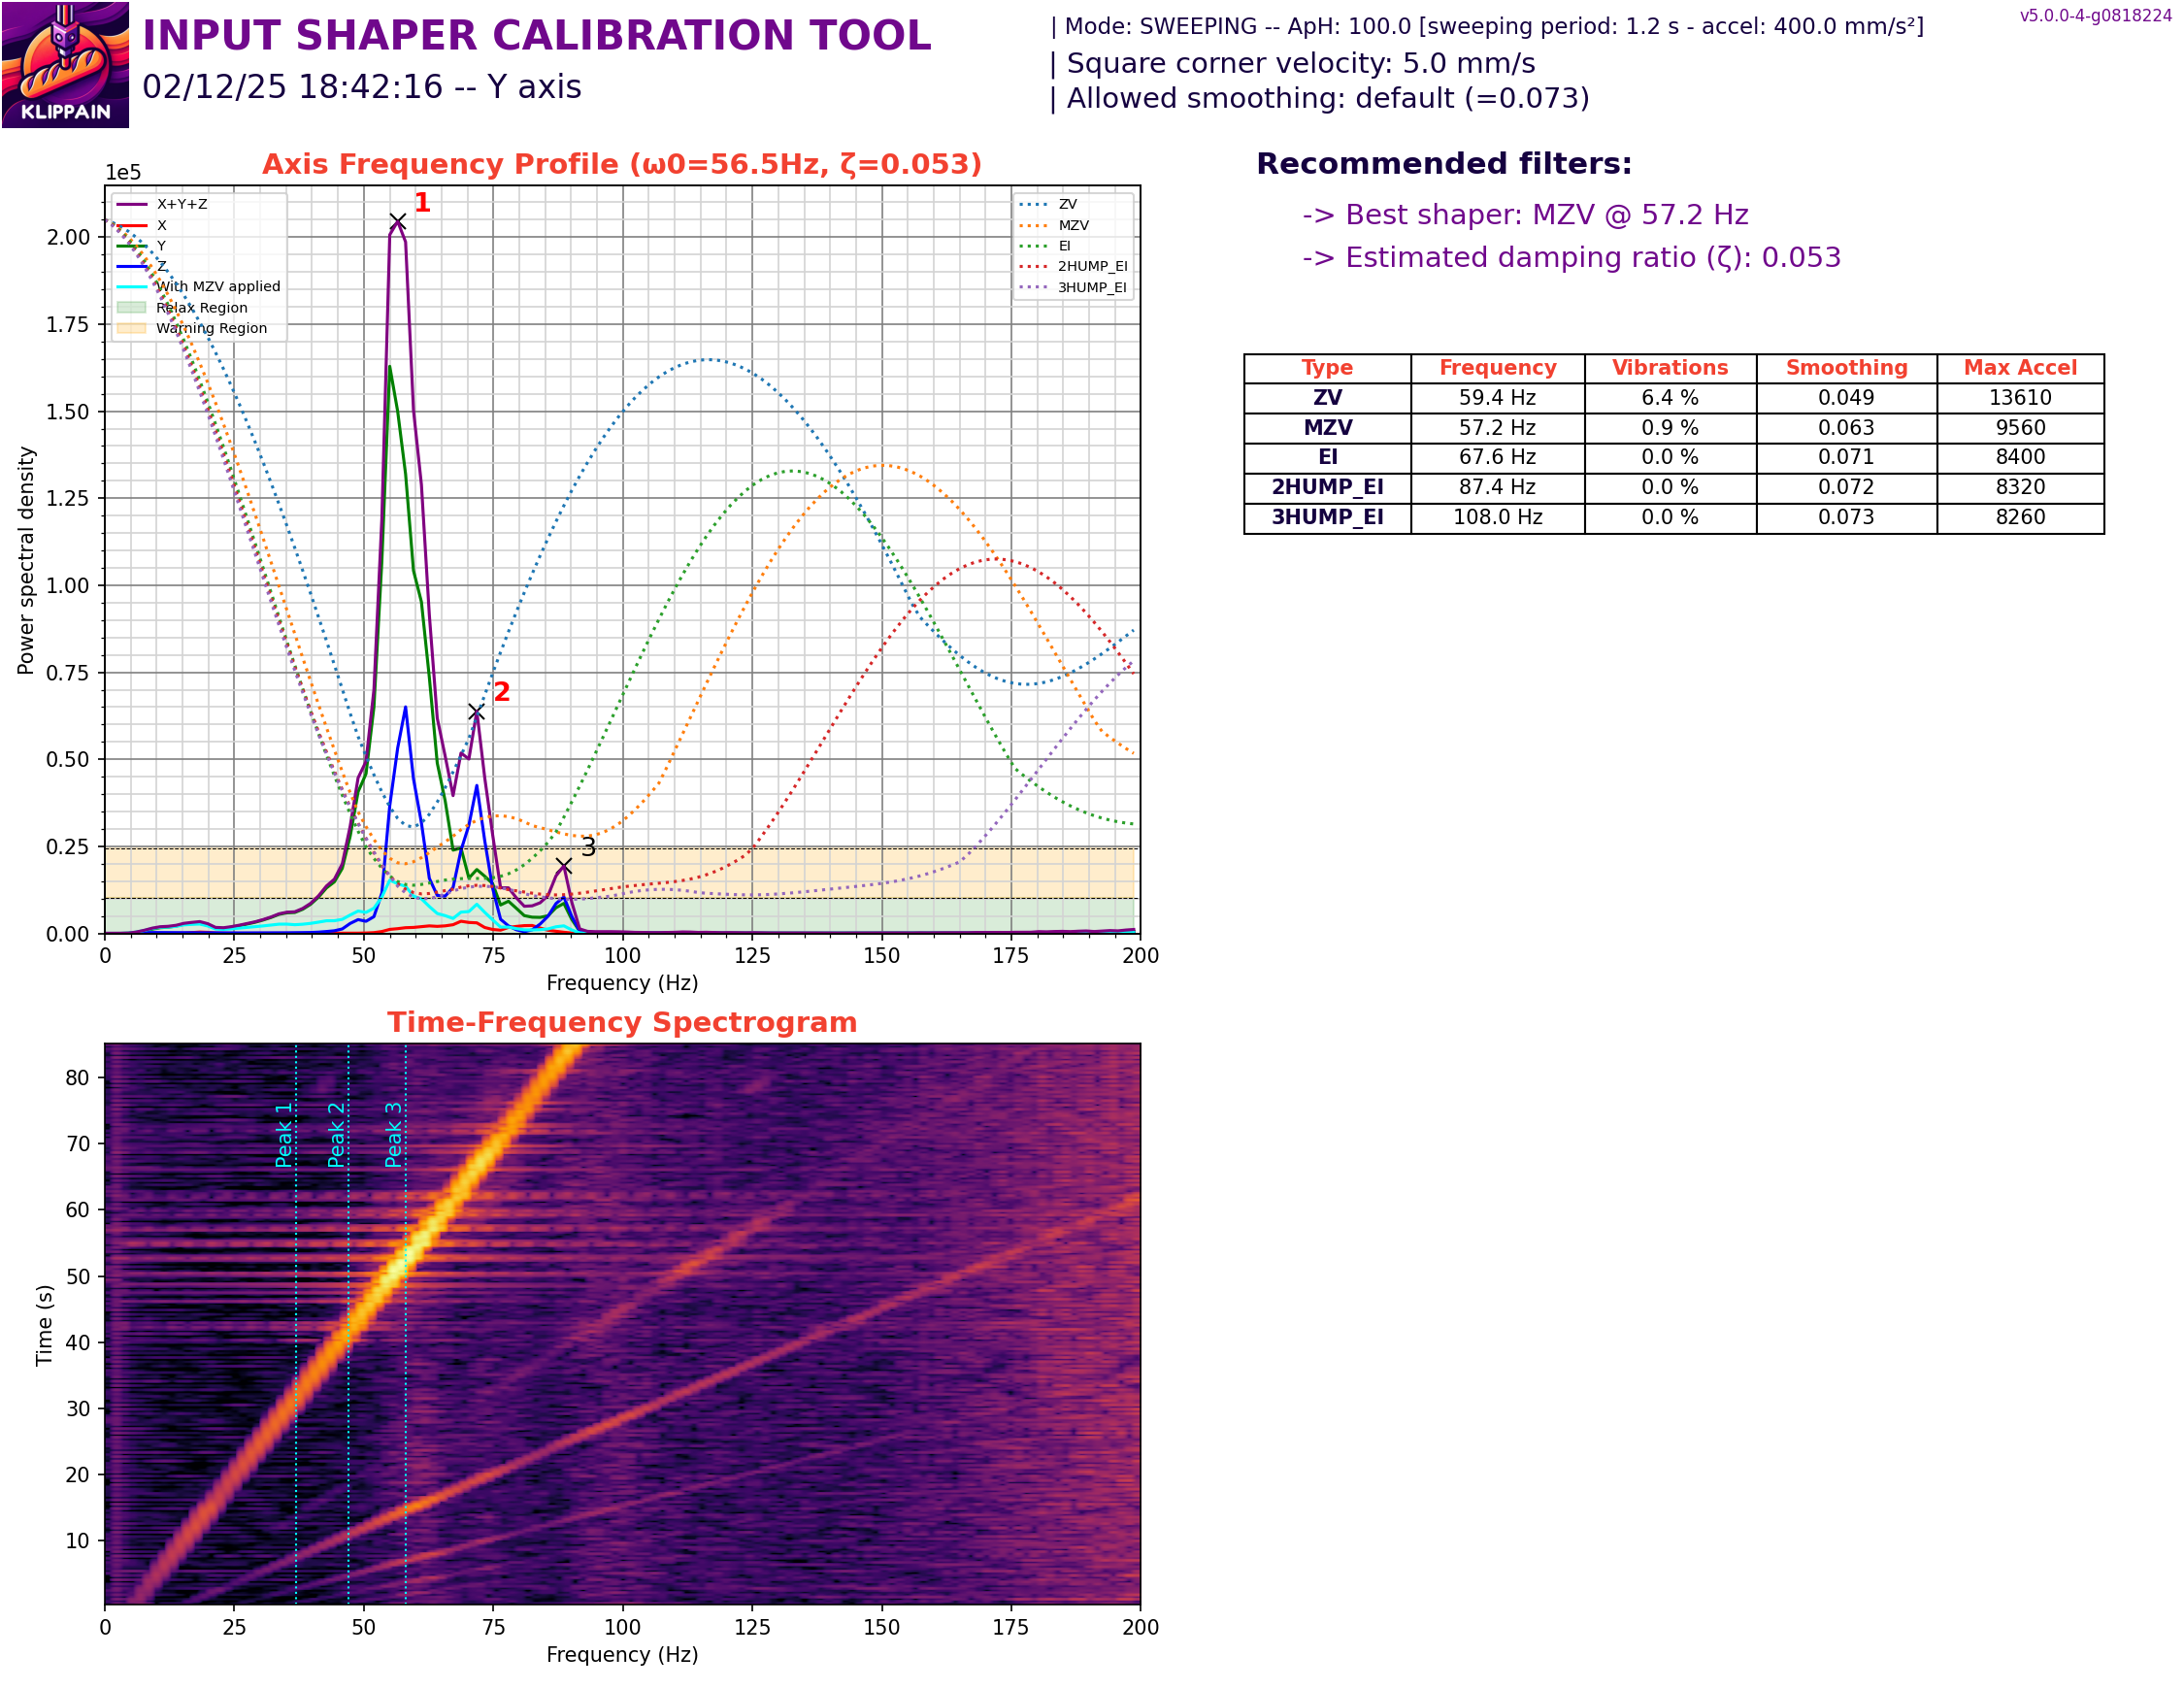 KLIPPAIN
INPUT SHAPER CALIBRATION TOOL
02/12/25 18:42:16 -- Y axis
| Mode: SWEEPING -- ApH: 100.0 [sweeping period: 1.2 s - accel: 400.0 mm/s²]
| Square corner velocity: 5.0 mm/s
| Allowed smoothing: default (=0.073)
v5.0.0-4-g0818224
Axis Frequency Profile (ω0=56.5Hz, ζ=0.053)
1e5
X+Y+Z
X
Y
Z
With MZV applied
Relax Region
Warning Region
ZV
MZV
EI
2HUMP_EI
3HUMP_EI
1
2
3
Power spectral density
2.00
1.75
1.50
1.25
1.00
0.75
0.50
0.25
0.00
0 25 50 75 100 125 150 175 200
Frequency (Hz)
Recommended filters:
-> Best shaper: MZV @ 57.2 Hz
-> Estimated damping ratio (ζ): 0.053
Type Frequency Vibrations Smoothing Max Accel
ZV 59.4 Hz 6.4 % 0.049 13610
MZV 57.2 Hz 0.9 % 0.063 9560
EI 67.6 Hz 0.0 % 0.071 8400
2HUMP_EI 87.4 Hz 0.0 % 0.072 8320
3HUMP_EI 108.0 Hz 0.0 % 0.073 8260
Time-Frequency Spectrogram
Peak 1
Peak 2
Peak 3
Time (s)
80
70
60
50
40
30
20
10
0 25 50 75 100 125 150 175 200
Frequency (Hz)